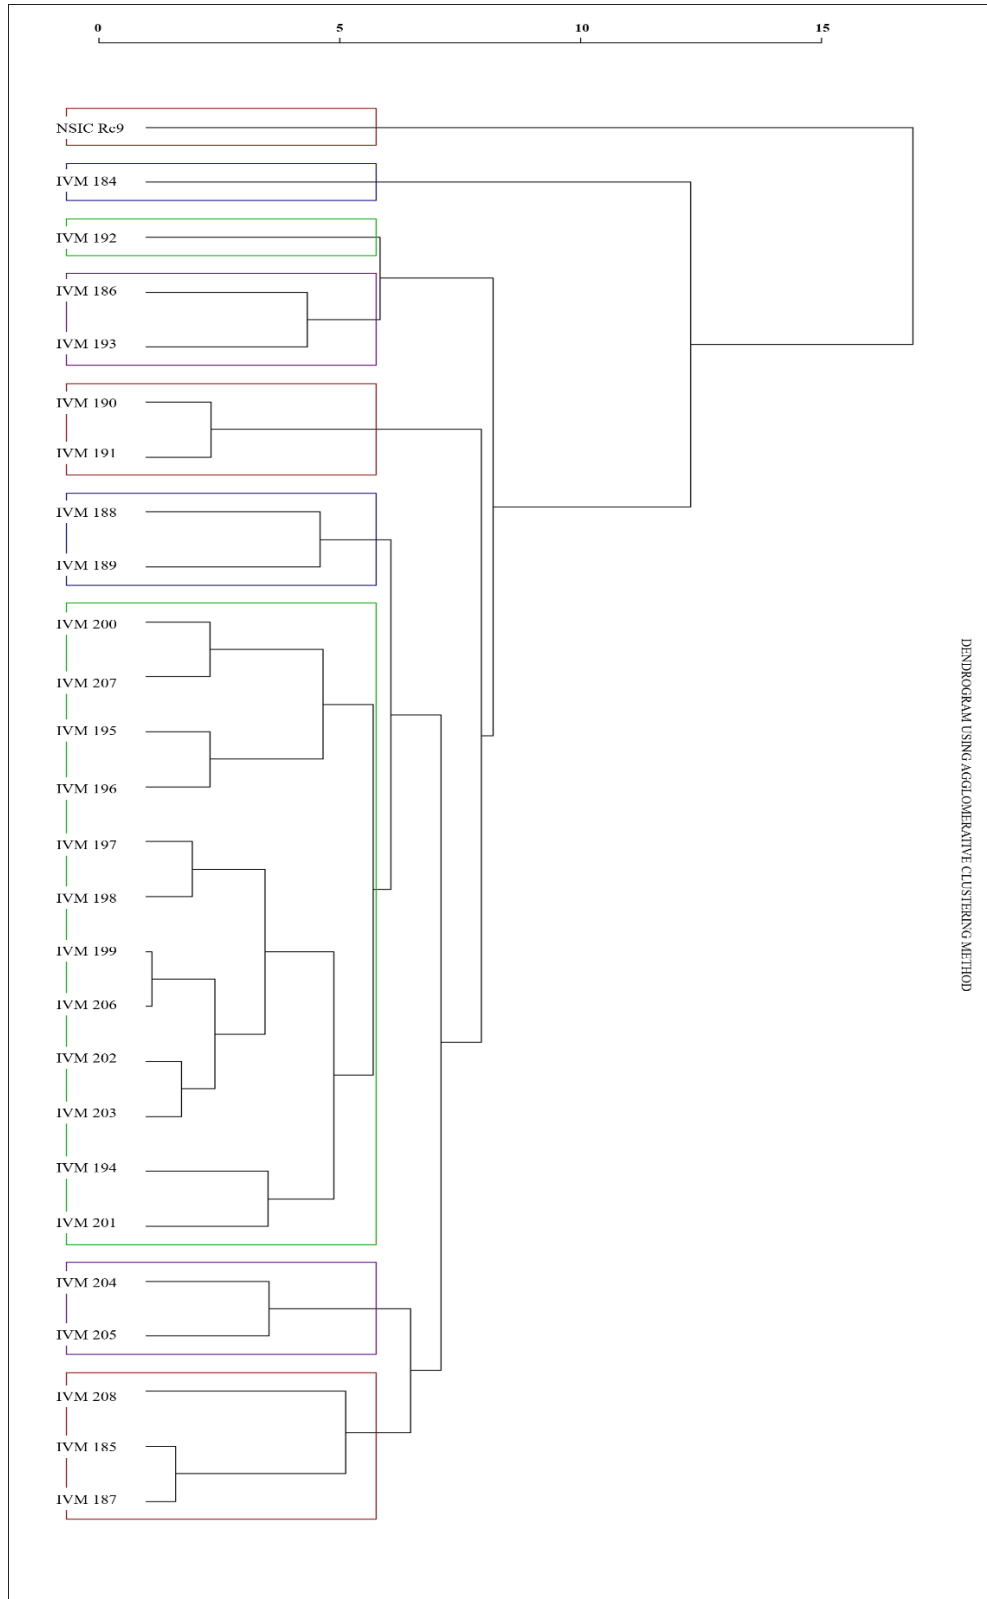 0 5 10 15
NSIC Rc9
IVM 184
IVM 192
IVM 186
IVM 193
IVM 190
IVM 191
IVM 188
IVM 189
IVM 200
IVM 207
IVM 195
IVM 196
IVM 197
IVM 198
IVM 199
IVM 206
IVM 202
IVM 203
IVM 194
IVM 201
IVM 204
IVM 205
IVM 208
IVM 185
IVM 187
DENDROGRAM USING AGGLOMERATIVE CLUSTERING METHOD